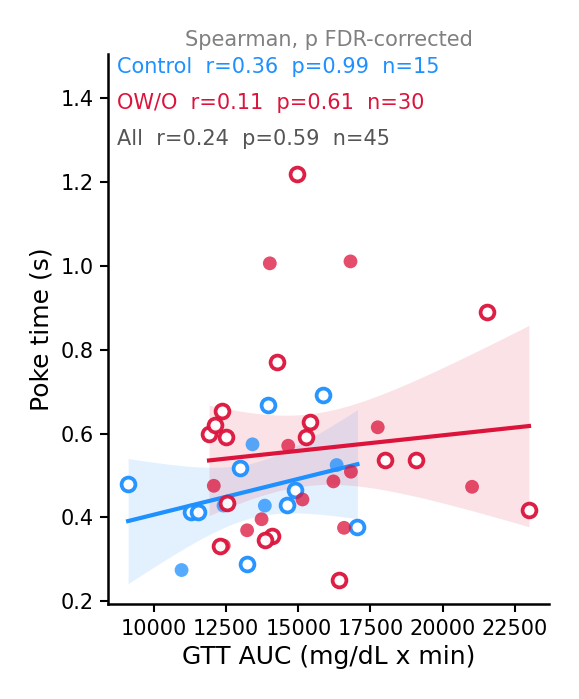 Spearman, p FDR-corrected
Control  r=0.36  p=0.99  n=15
OW/O  r=0.11  p=0.61  n=30
All  r=0.24  p=0.59  n=45
1.4
1.2
1.0
0.8
0.6
0.4
0.2
Poke time (s)
10000 12500 15000 17500 20000 22500
GTT AUC (mg/dL x min)